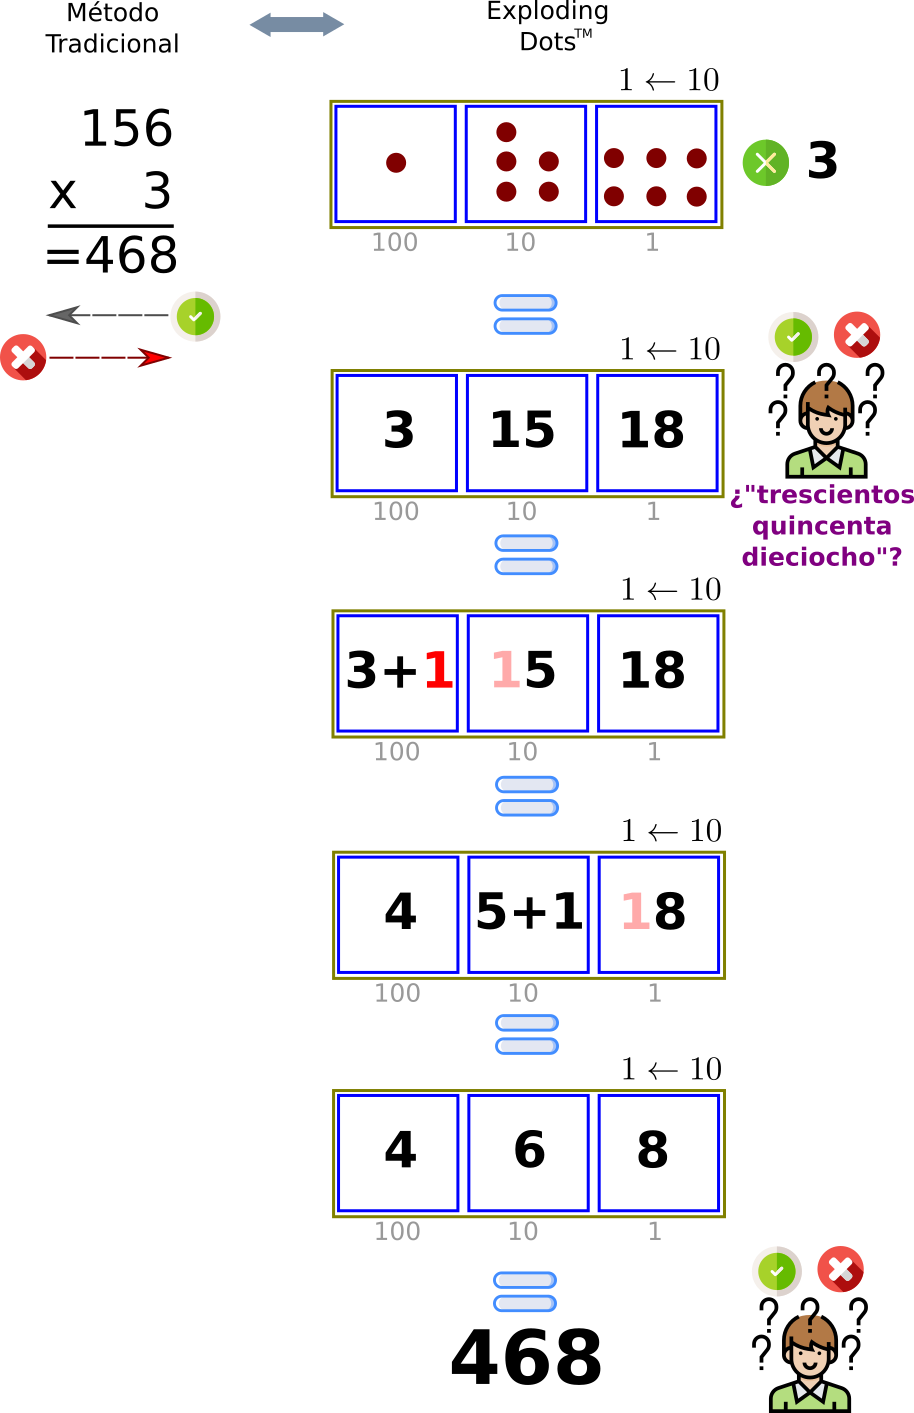 Método
Tradicional
Exploding
Dots™
156
x 3
=468
1 ← 10
100 10 1
3
1 ← 10
3 15 18
100 10 1
¿"trescientos
quincenta
dieciocho"?
? ? ?
? ?
1 ← 10
3+1 15 18
100 10 1
1 ← 10
4 5+1 18
100 10 1
1 ← 10
4 6 8
100 10 1
468
? ? ?
? ?